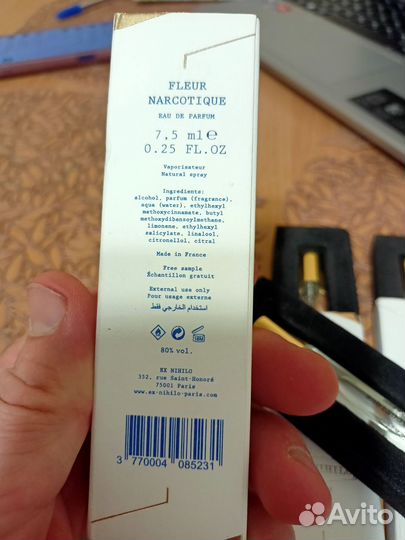 FLEUR
NARCOTIQUE
EAU DE PARFUM
7,5 ml℮
0.25 FL.OZ
Vaporisateur
Natural spray
Ingredients:
alcohol, parfum (fragrance),
aqua (water), ethylhexyl
methoxycinnamate, butyl
methoxydibenzoylmethane,
limonene, ethylhexyl
salicylate, linalool,
citronellol, citral
Made in France
Free sample
Échantillon gratuit
External use only
Pour usage externe
استخدام الخارجي فقط
80% vol.
EX NIHILO
352, rue Saint-Honoré
75001 Paris
www.ex-nihilo-paris.com
3 770004 085231
Avito